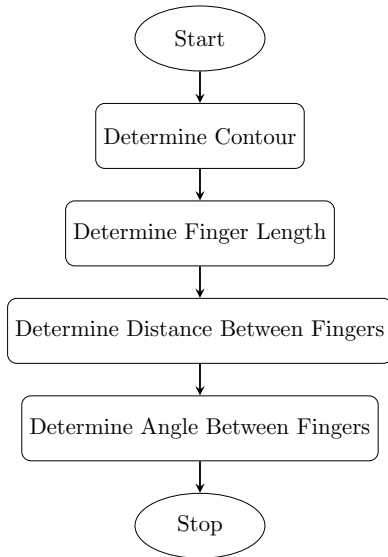 Start
Determine Contour
Determine Finger Length
Determine Distance Between Fingers
Determine Angle Between Fingers
Stop